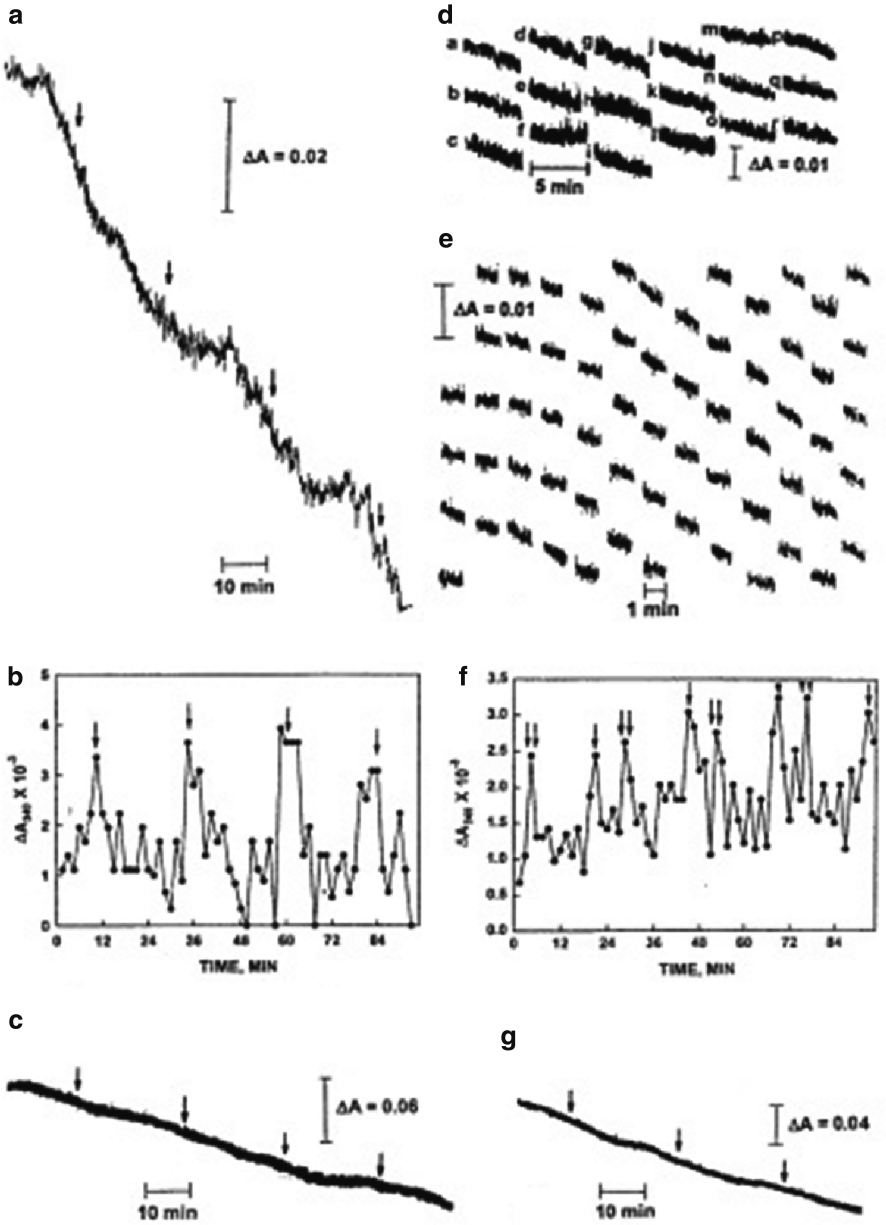 a
ΔA = 0.02
10 min
b
5
4
3
2
1
0
ΔA₃₄₀ X 10⁻³
0 12 24 36 48 60 72 84
TIME, MIN
c
ΔA = 0.06
10 min
d
a
b
c
d
e
f
g
h
i
j
k
l
m
n
o
p
q
r
5 min
ΔA = 0.01
e
ΔA = 0.01
1 min
f
3.5
3.0
2.5
2.0
1.5
1.0
0.5
0.0
ΔA₃₄₀ X 10⁻³
0 12 24 36 48 60 72 84
TIME, MIN
g
ΔA = 0.04
10 min